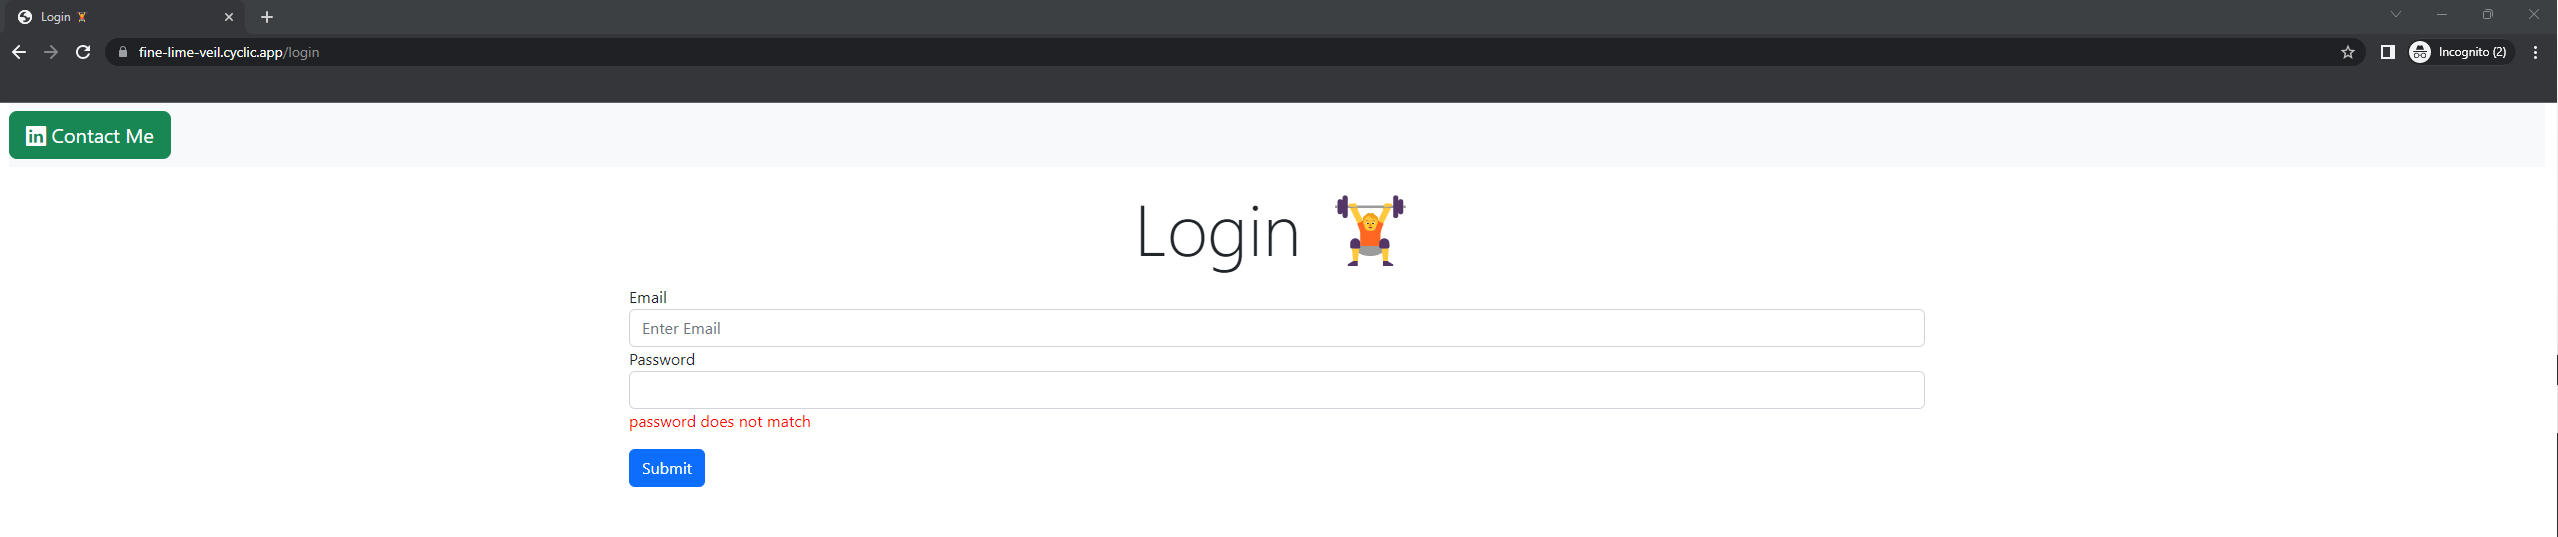 Login 🏋
fine-lime-veil.cyclic.app/login
Incognito (2)
in Contact Me
Login 🏋
Email
Enter Email
Password
password does not match
Submit